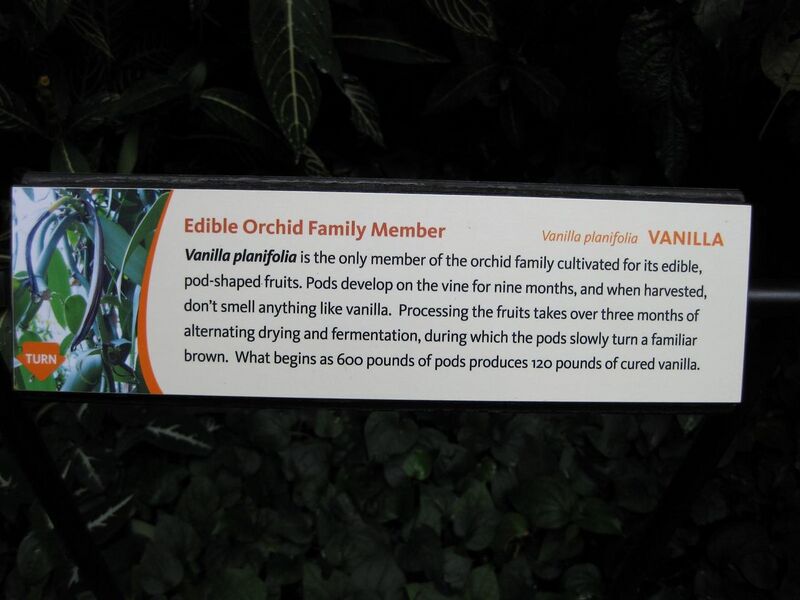 Edible Orchid Family Member
Vanilla planifolia VANILLA
Vanilla planifolia is the only member of the orchid family cultivated for its edible,
pod-shaped fruits. Pods develop on the vine for nine months, and when harvested,
don't smell anything like vanilla. Processing the fruits takes over three months of
alternating drying and fermentation, during which the pods slowly turn a familiar
brown. What begins as 600 pounds of pods produces 120 pounds of cured vanilla.
TURN